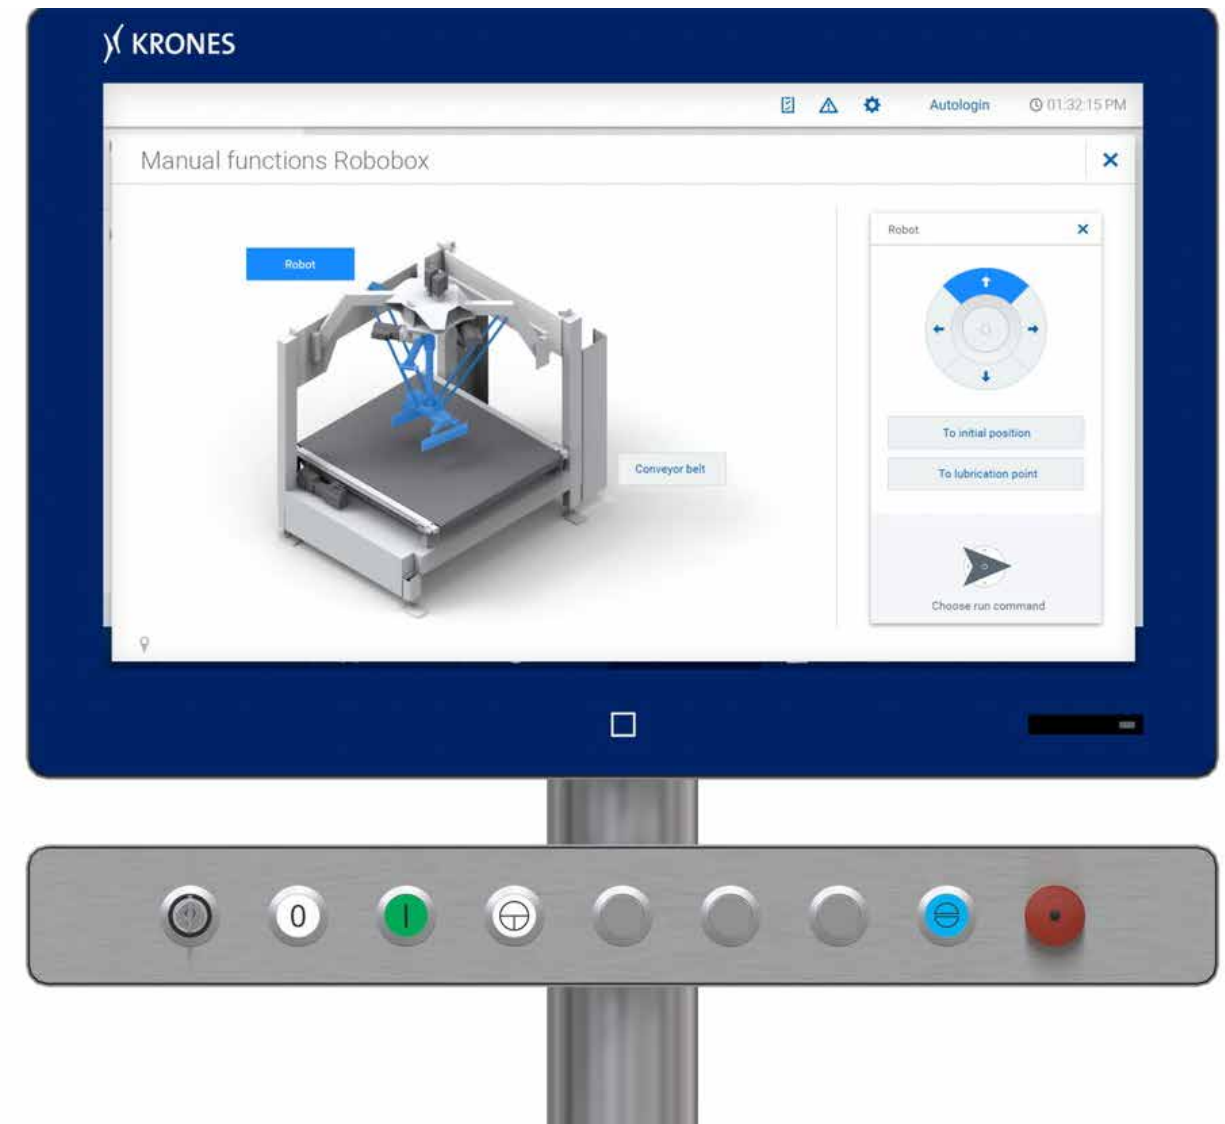 KRONES
Autologin
01:32:15 PM
Manual functions Robobox
Robot
Robot
Conveyor belt
To initial position
To lubrication point
Choose run command
0
I